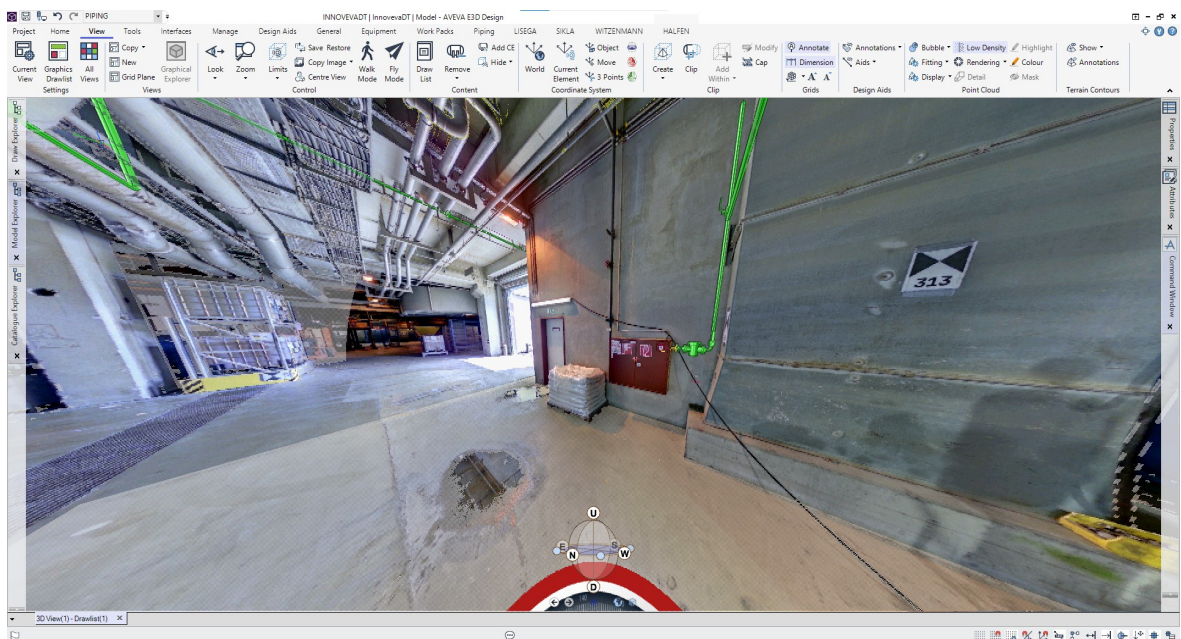 PIPING
INNOVEVADT | InnovevaDT | Model - AVEVA E3D Design
Project Home View Tools Interfaces Manage Design Aids General Equipment Work Packs Piping LISEGA SIKLA WITZENMANN HALFEN
Current View
Graphics Drawlist
All Views
Settings
Copy
New
Grid Plane
Graphical Explorer
Views
Look
Zoom
Limits
Save Restore
Copy Image
Centre View
Walk Mode
Fly Mode
Control
Draw List
Remove
Add CE
Hide
Content
World
Current Element
Object
Move
3 Points
Coordinate System
Create
Clip
Add Within
Modify
Cap
Clip
Annotate
Dimension
A A
Grids
Annotations
Aids
Design Aids
Bubble Low Density Highlight
Fitting Rendering Colour
Display Detail Mask
Point Cloud
Show
Annotations
Terrain Contours
Draw Explorer
Model Explorer
Catalogue Explorer
Properties
Attributes
Command Window
313
U
E
N
S
W
D
3D View(1) - Drawlist(1)